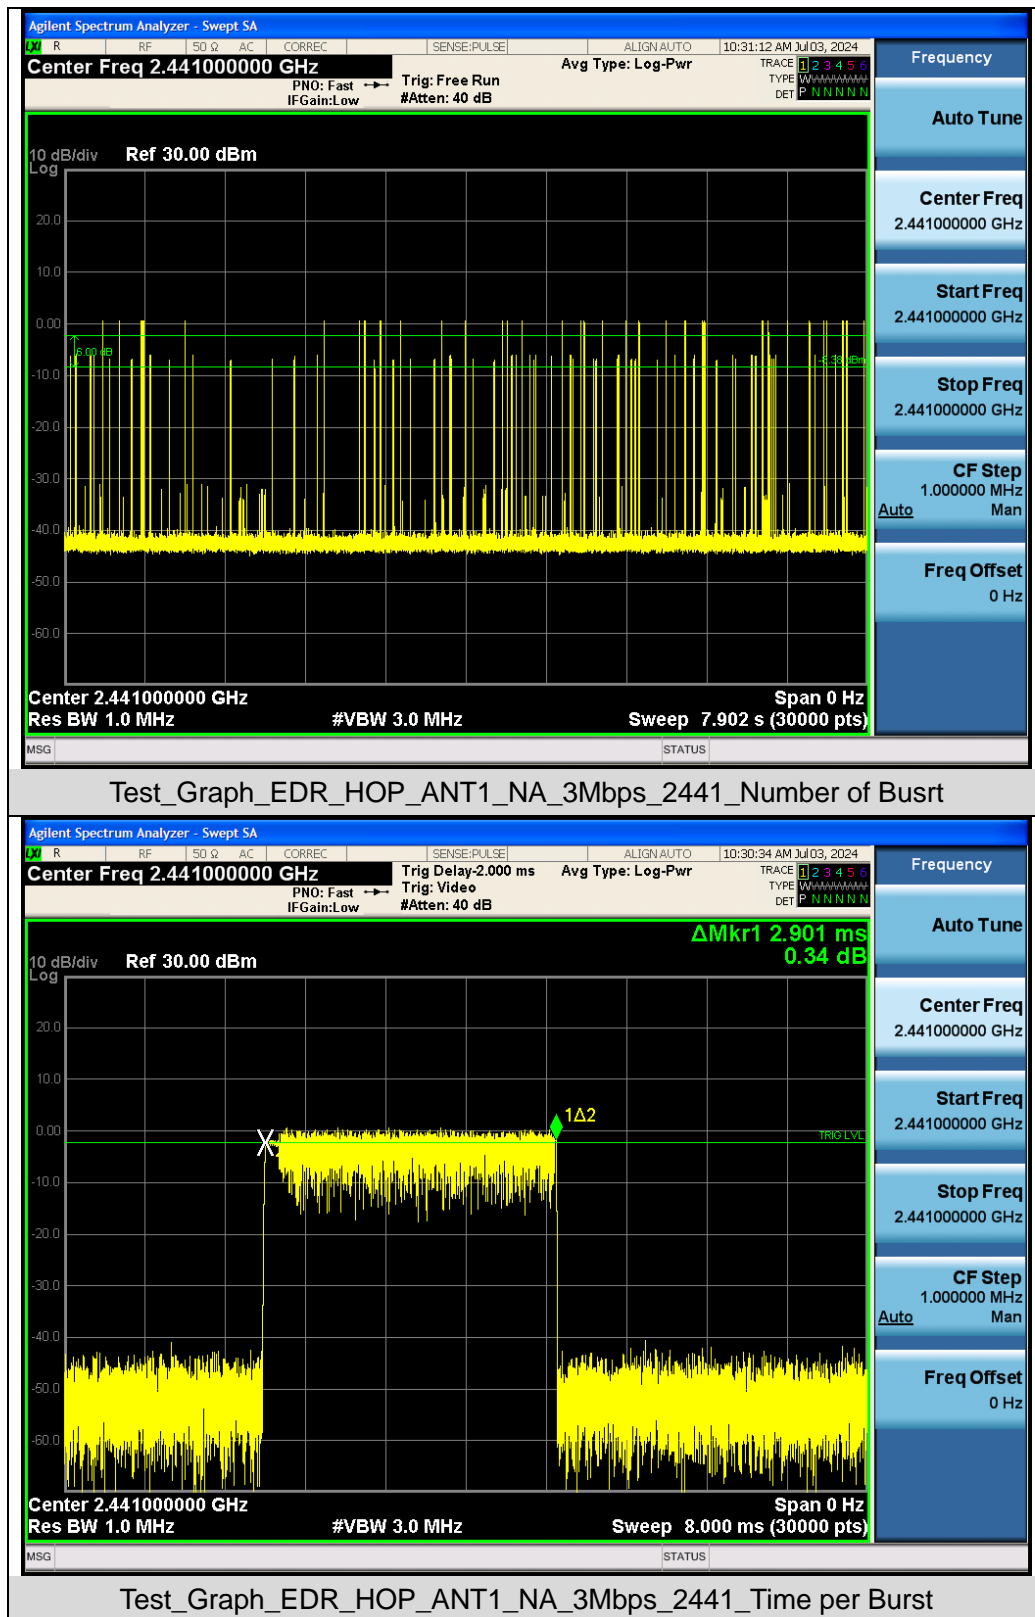 Agilent Spectrum Analyzer - Swept SA
LXI R RF 50 Ω AC CORREC SENSE:PULSE ALIGN AUTO 10:31:12 AM Jul 03, 2024
Center Freq 2.441000000 GHz Avg Type: Log-Pwr TRACE 1 2 3 4 5 6
PNO: Fast Trig: Free Run TYPE WWWWWW
IFGain:Low #Atten: 40 dB DET P N N N N N
Frequency
Auto Tune
Center Freq
2.441000000 GHz
Start Freq
2.441000000 GHz
Stop Freq
2.441000000 GHz
CF Step
1.000000 MHz
Auto Man
Freq Offset
0 Hz
10 dB/div Ref 30.00 dBm
Log
20.0
10.0
0.00
6.00 dB
-8.38 dBm
-10.0
-20.0
-30.0
-40.0
-50.0
-60.0
Center 2.441000000 GHz Span 0 Hz
Res BW 1.0 MHz #VBW 3.0 MHz Sweep 7.902 s (30000 pts)
MSG STATUS
Test_Graph_EDR_HOP_ANT1_NA_3Mbps_2441_Number of Busrt
Agilent Spectrum Analyzer - Swept SA
LXI R RF 50 Ω AC CORREC SENSE:PULSE ALIGN AUTO 10:30:34 AM Jul 03, 2024
Center Freq 2.441000000 GHz Trig Delay-2.000 ms Avg Type: Log-Pwr TRACE 1 2 3 4 5 6
PNO: Fast Trig: Video TYPE WWWWWW
IFGain:Low #Atten: 40 dB DET P N N N N N
Frequency
Auto Tune
Center Freq
2.441000000 GHz
Start Freq
2.441000000 GHz
Stop Freq
2.441000000 GHz
CF Step
1.000000 MHz
Auto Man
Freq Offset
0 Hz
ΔMkr1 2.901 ms
0.34 dB
10 dB/div Ref 30.00 dBm
Log
20.0
10.0
1Δ2
0.00
TRIG LVL
-10.0
-20.0
-30.0
-40.0
-50.0
-60.0
Center 2.441000000 GHz Span 0 Hz
Res BW 1.0 MHz #VBW 3.0 MHz Sweep 8.000 ms (30000 pts)
MSG STATUS
Test_Graph_EDR_HOP_ANT1_NA_3Mbps_2441_Time per Burst